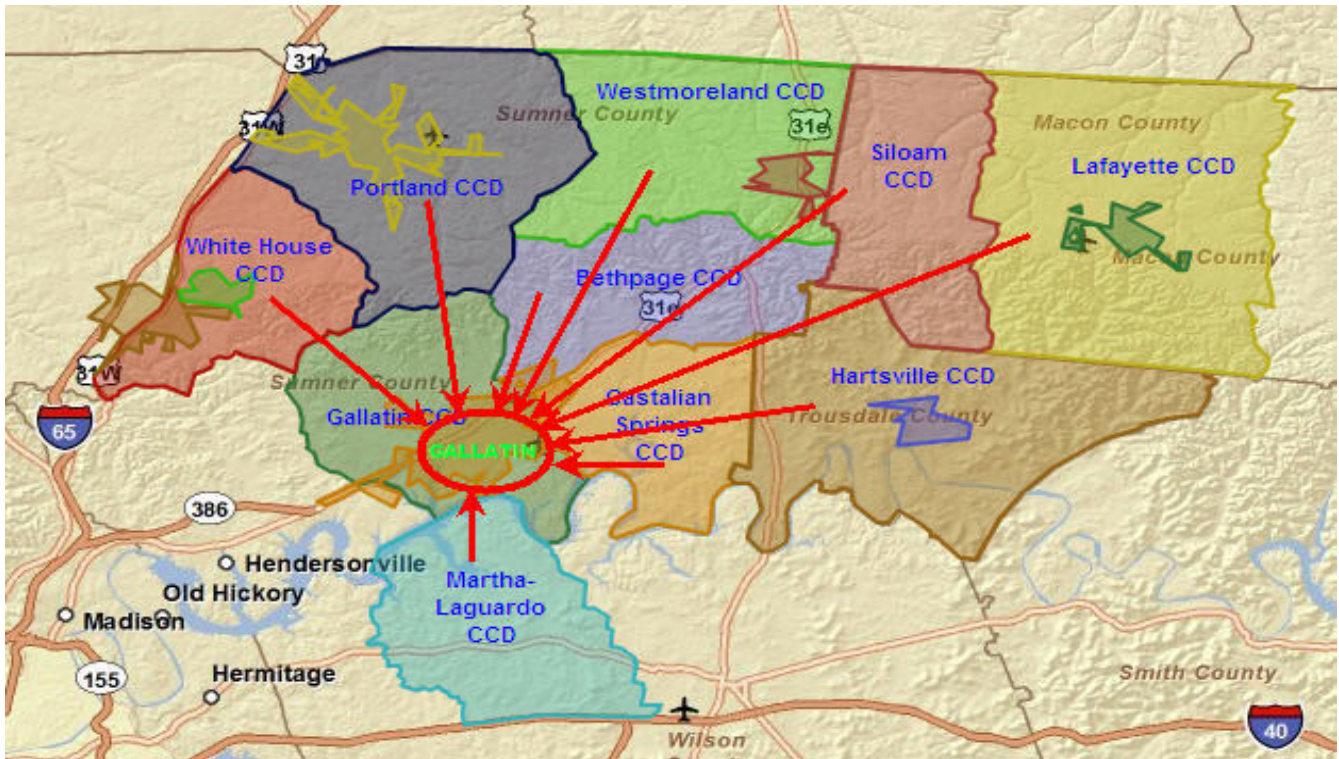 31
31W
Westmoreland CCD
Sumner County
31e
Macon County
Siloam
CCD
Lafayette CCD
Portland CCD
White House
CCD
Macon County
Bethpage CCD
31e
31W
Sumner County
Hartsville CCD
Castalian
Springs
CCD
Trousdale County
Gallatin CCD
65
GALLATIN
386
Hendersonville
Martha-
Laguardo
CCD
Old Hickory
Madison
155
Hermitage
Smith County
40
Wilson